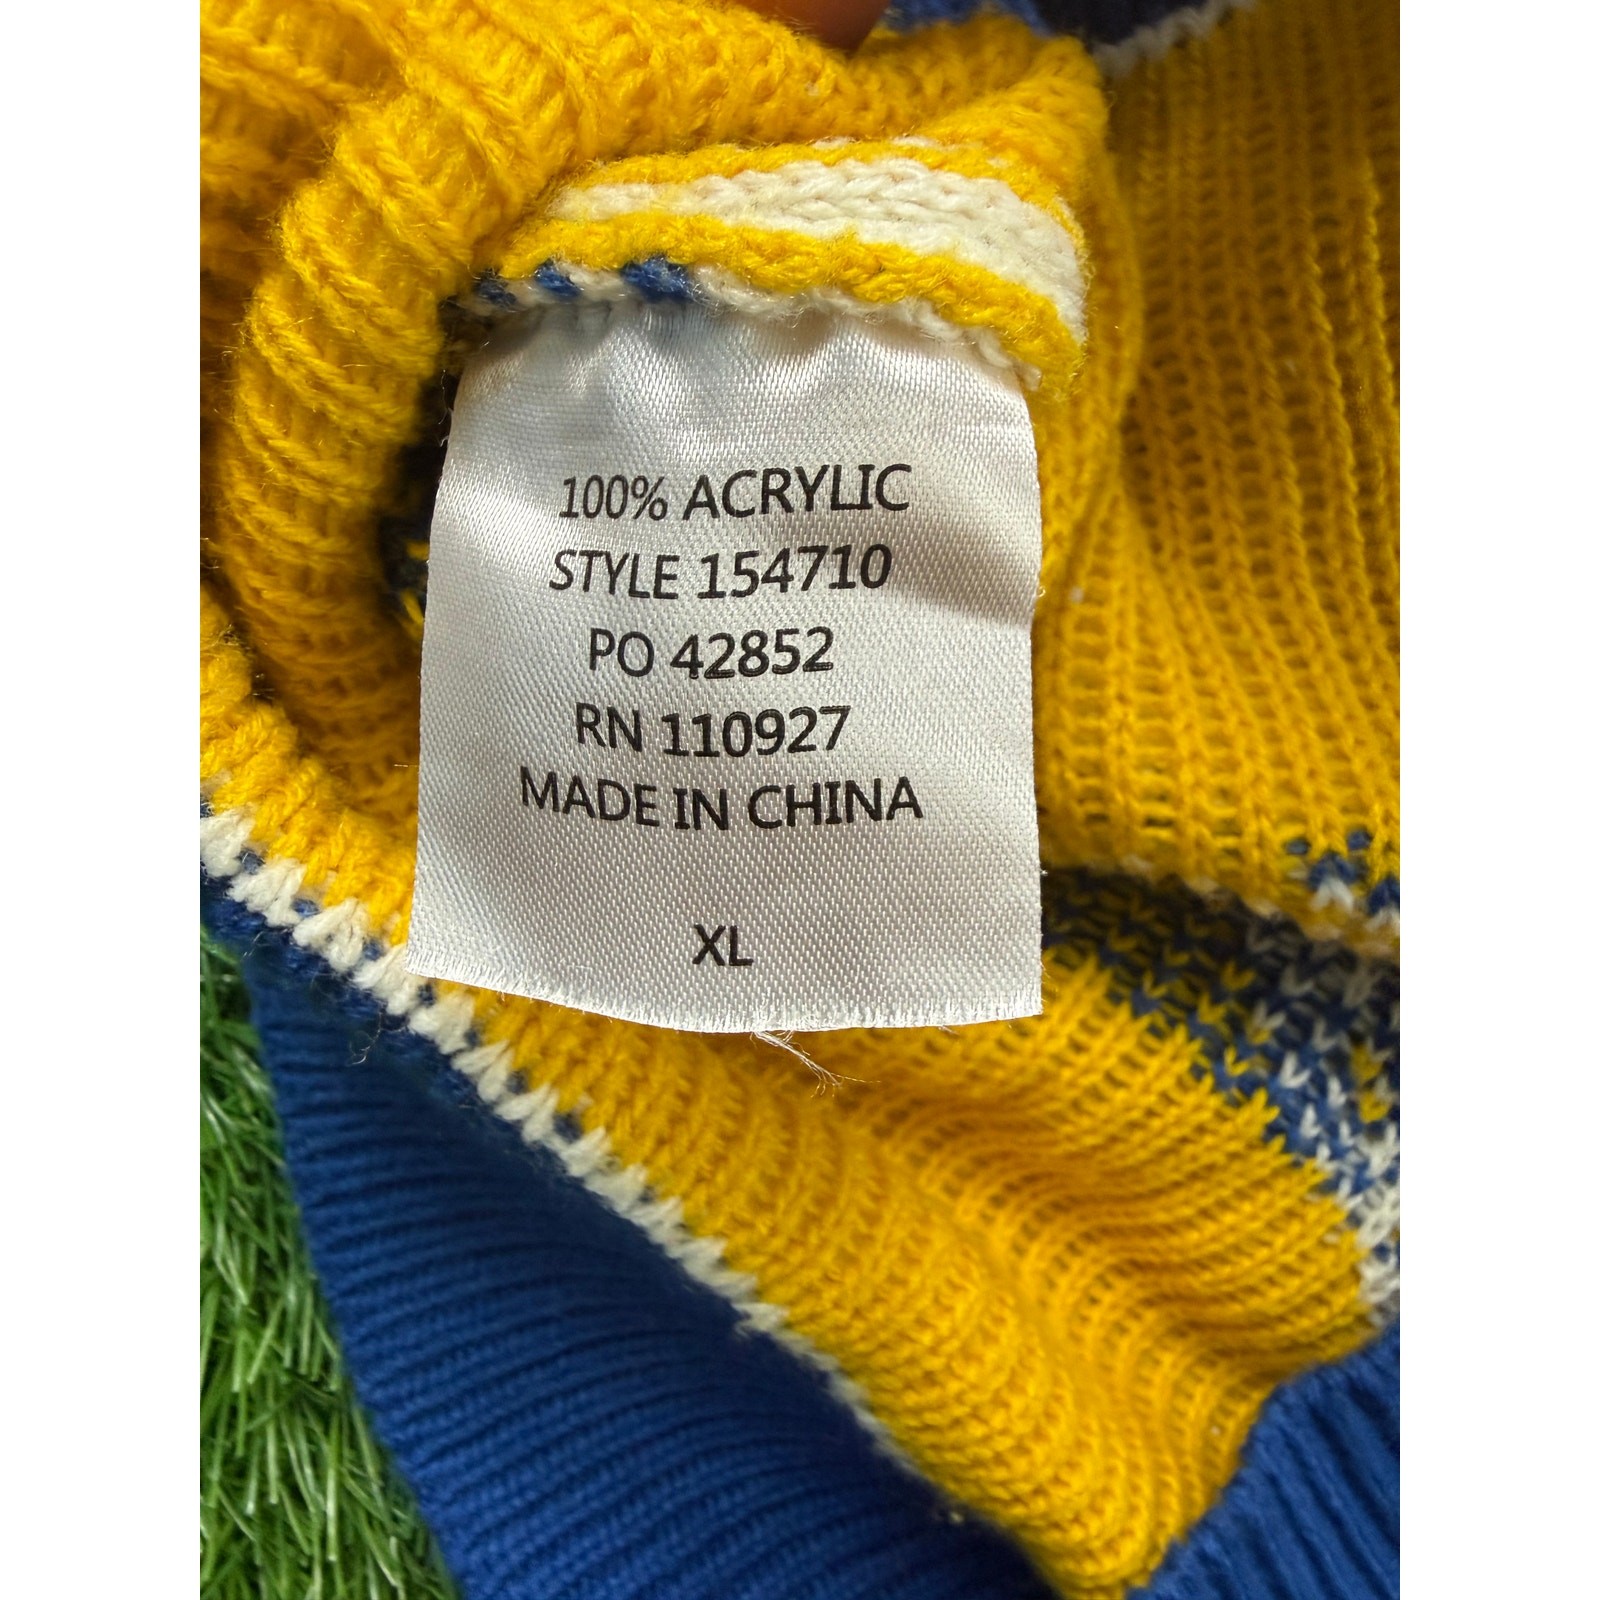 100% ACRYLIC
STYLE 154710
PO 42852
RN 110927
MADE IN CHINA
XL